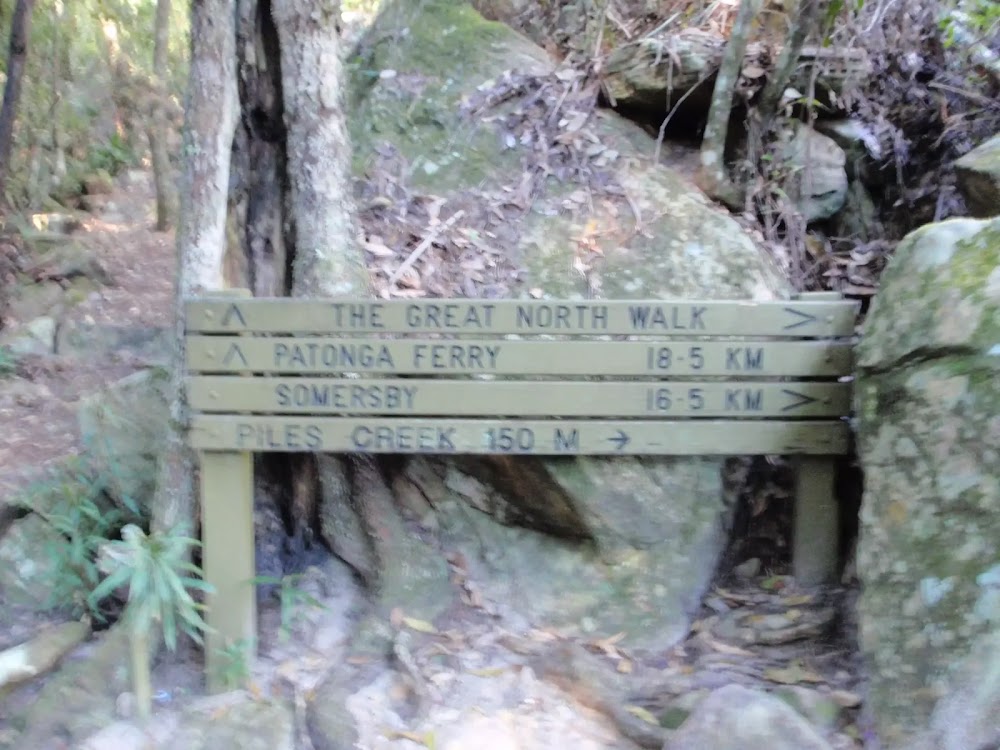 ^ THE GREAT NORTH WALK >
^ PATONGA FERRY 18-5 KM
SOMERSBY 16-5 KM >
PILES CREEK 150 M →